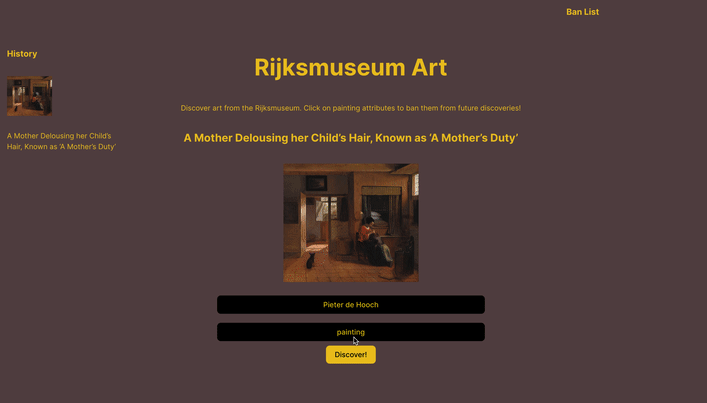 Ban List
History
Rijksmuseum Art
Discover art from the Rijksmuseum. Click on painting attributes to ban them from future discoveries!
A Mother Delousing her Child’s
Hair, Known as ‘A Mother’s Duty’
A Mother Delousing her Child’s Hair, Known as ‘A Mother’s Duty’
Pieter de Hooch
painting
Discover!